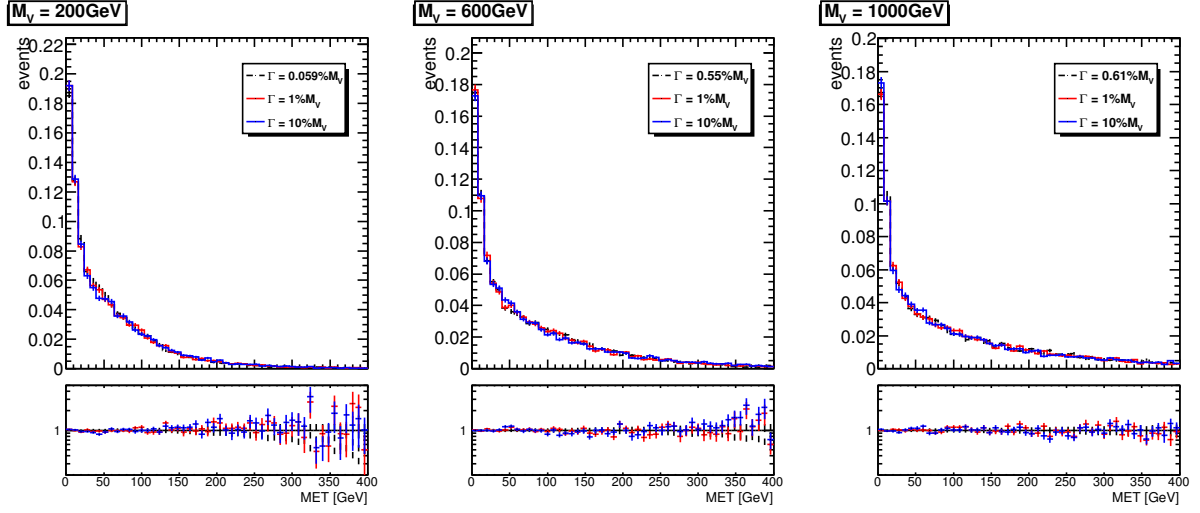 M_V = 200GeV
events
0.22
0.2
0.18
0.16
0.14
0.12
0.1
0.08
0.06
0.04
0.02
0
Γ = 0.059%M_V
Γ = 1%M_V
Γ = 10%M_V
1
0 50 100 150 200 250 300 350 400
MET [GeV]
M_V = 600GeV
events
0.2
0.18
0.16
0.14
0.12
0.1
0.08
0.06
0.04
0.02
0
Γ = 0.55%M_V
Γ = 1%M_V
Γ = 10%M_V
1
0 50 100 150 200 250 300 350 400
MET [GeV]
M_V = 1000GeV
events
0.2
0.18
0.16
0.14
0.12
0.1
0.08
0.06
0.04
0.02
0
Γ = 0.61%M_V
Γ = 1%M_V
Γ = 10%M_V
1
0 50 100 150 200 250 300 350 400
MET [GeV]